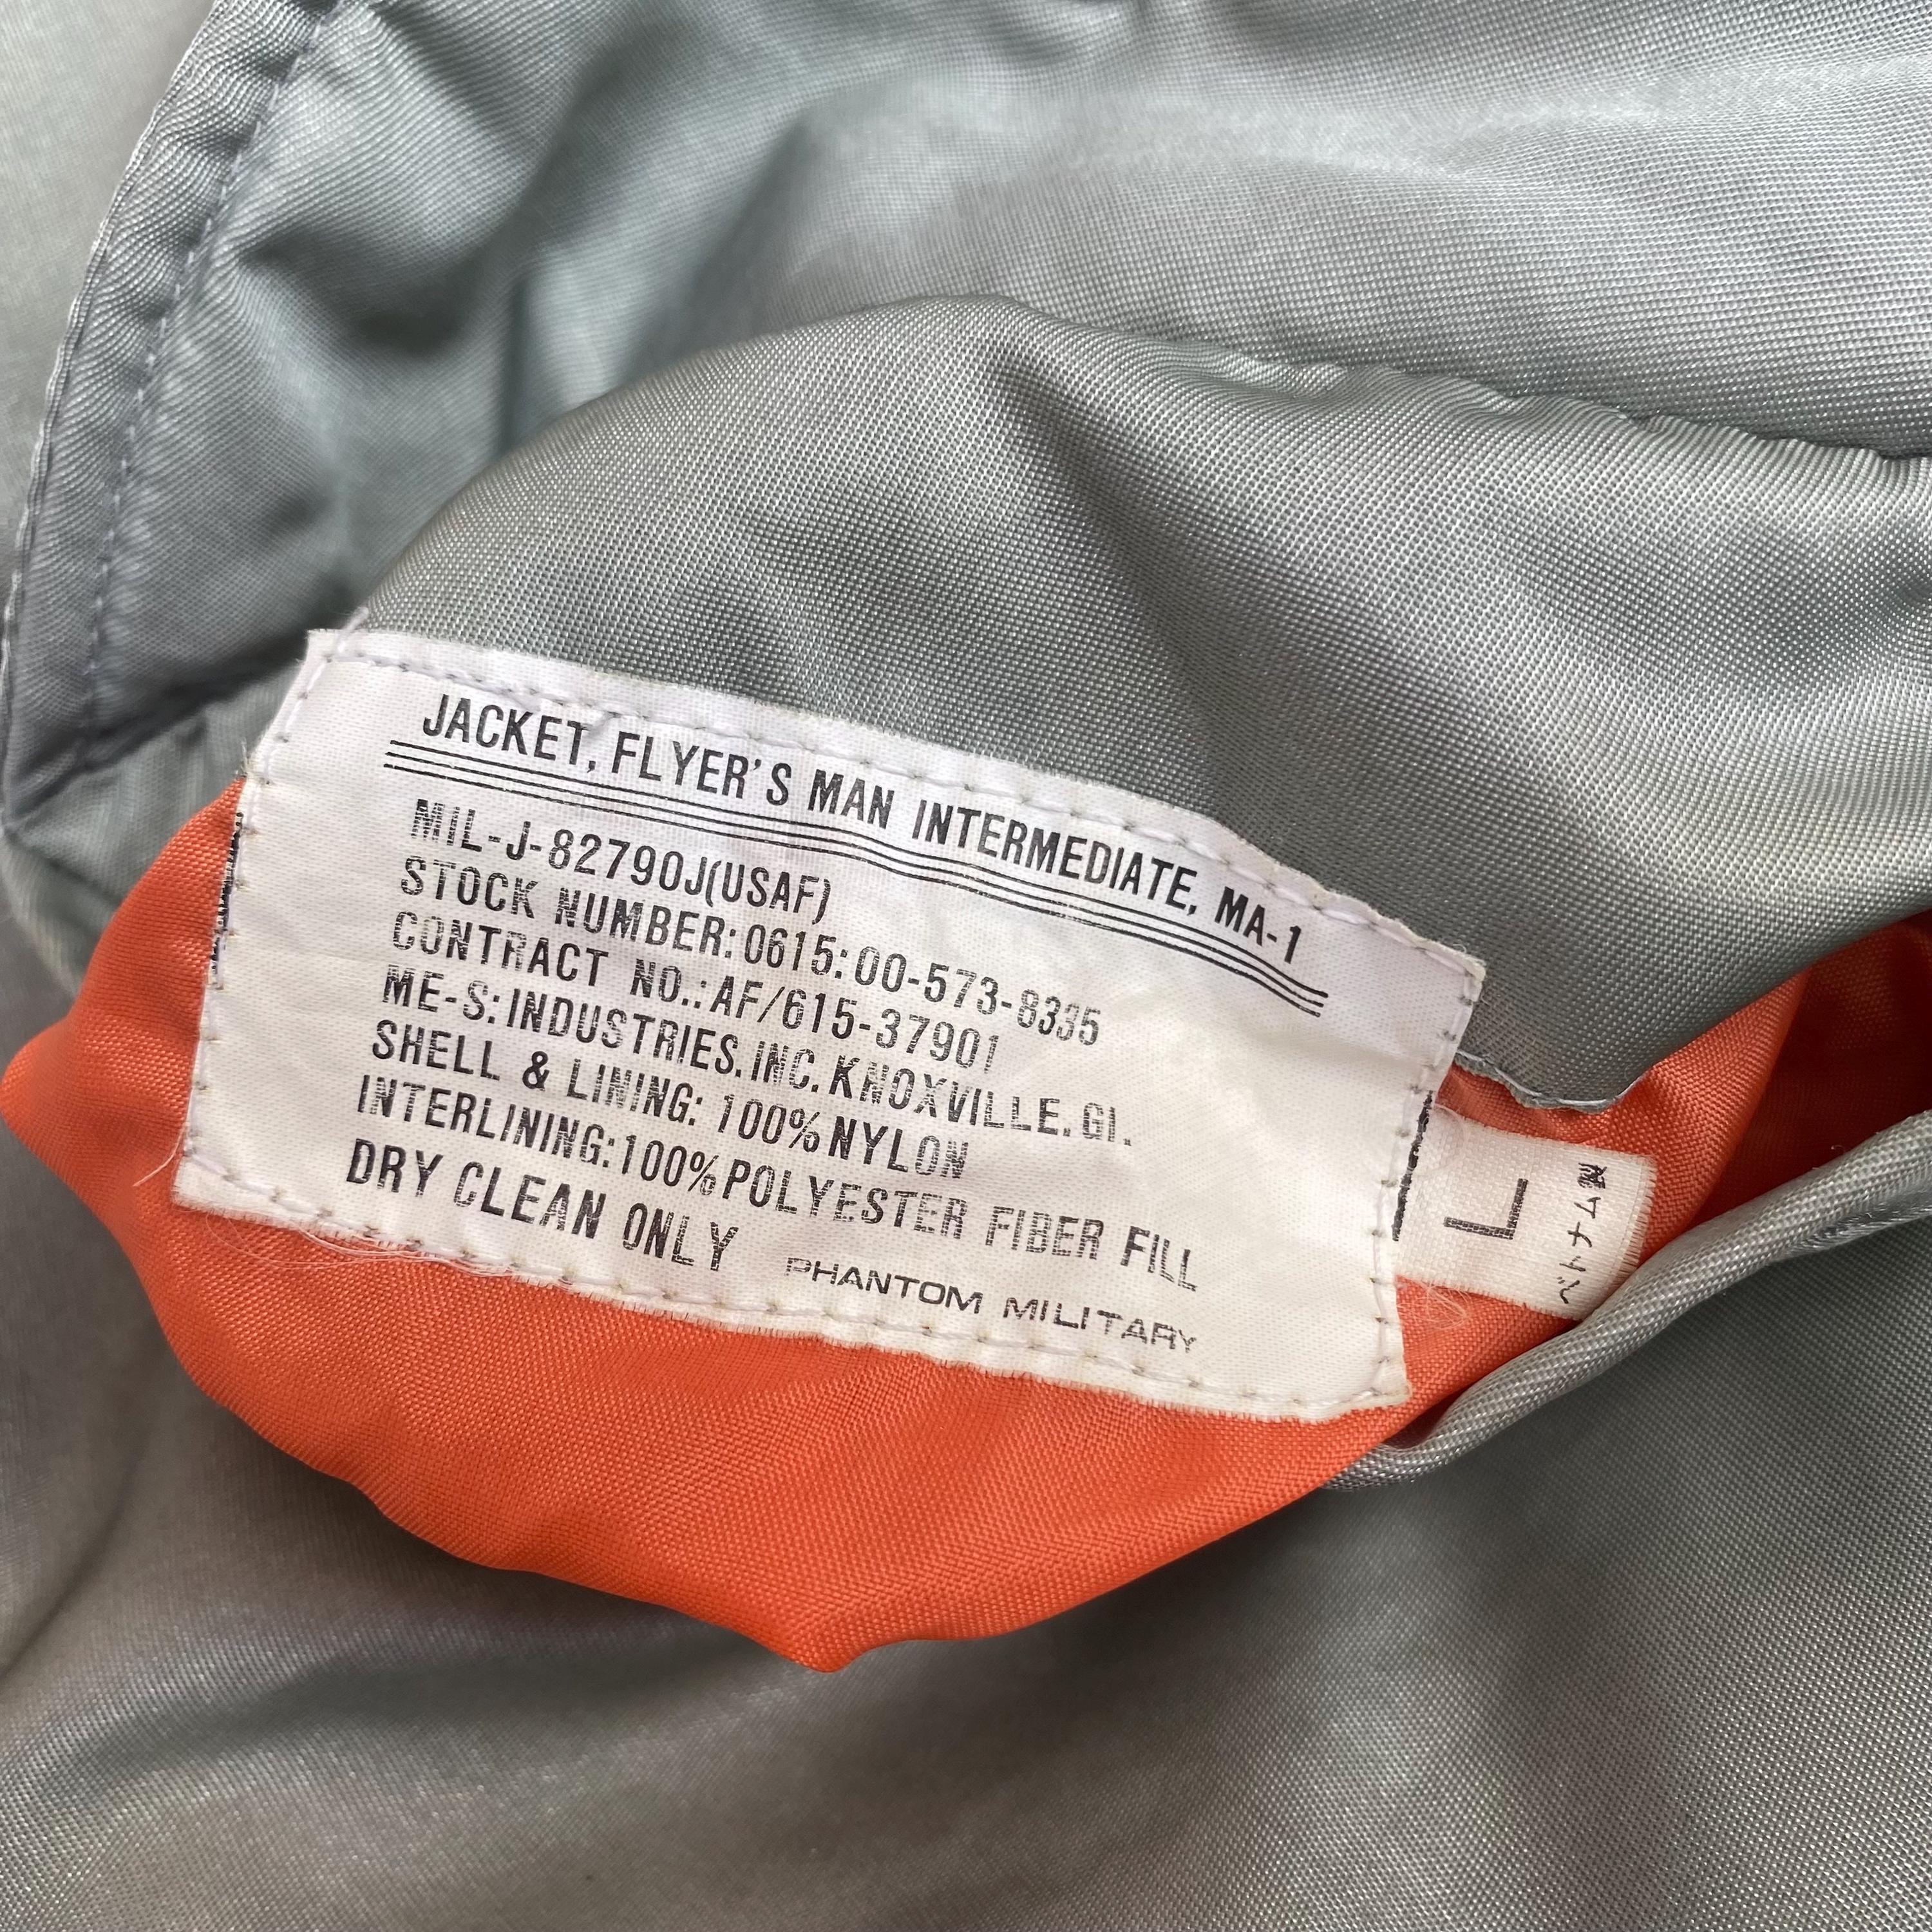 JACKET, FLYER'S MAN INTERMEDIATE, MA-1
MIL-J-82790J(USAF)
STOCK NUMBER: 0615:00-573-8335
CONTRACT NO.: AF/615-37901
ME-S: INDUSTRIES. INC. KNOXVILLE. GI.
SHELL & LINING: 100% NYLON
INTERLINING: 100% POLYESTER FIBER FILL
DRY CLEAN ONLY
PHANTOM MILITARY
L
ベトナム製